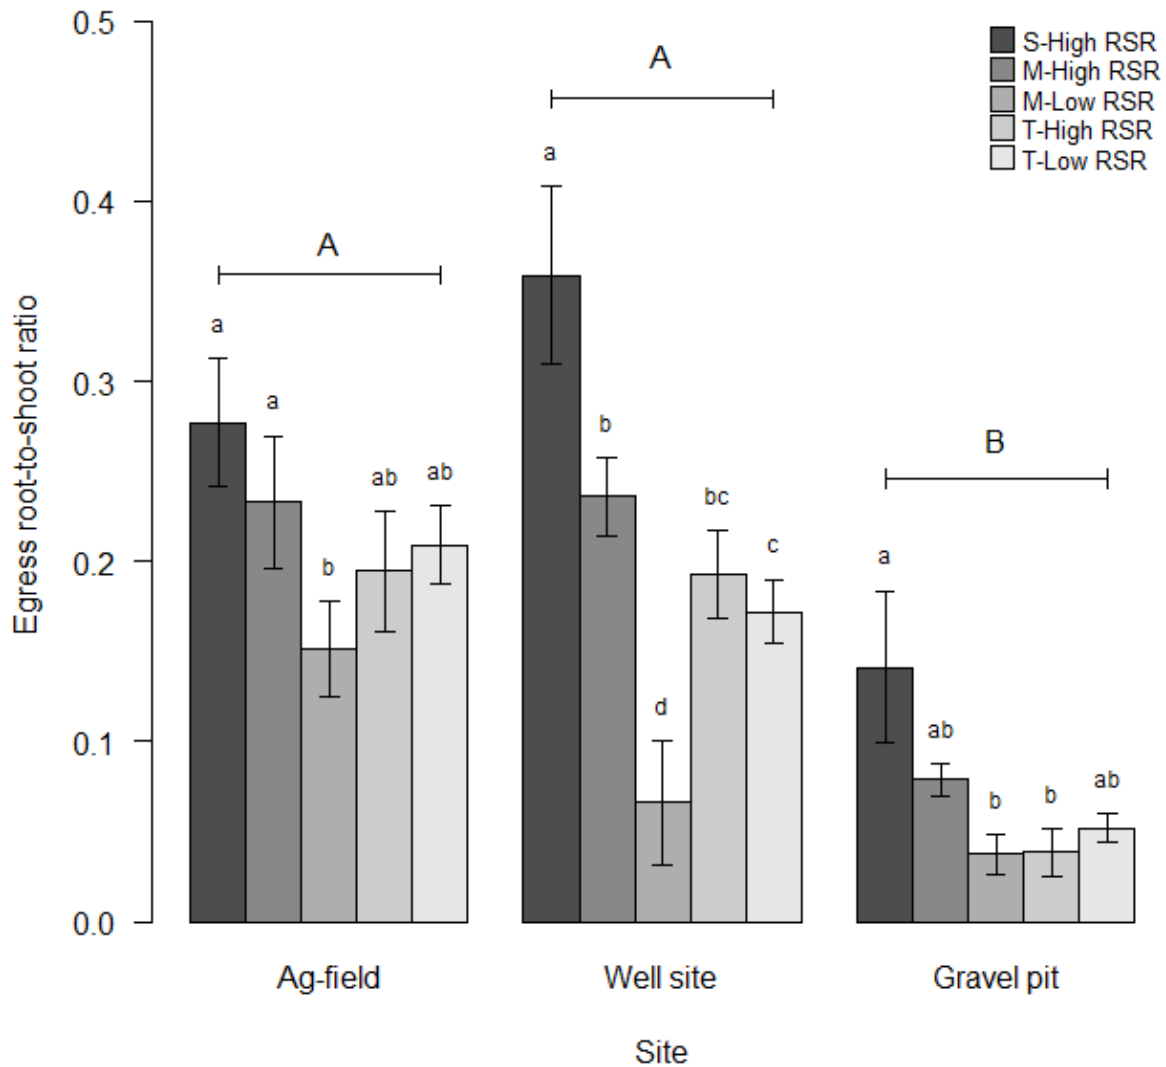 Egress root-to-shoot ratio
0.5
0.4
0.3
0.2
0.1
0.0
S-High RSR
M-High RSR
M-Low RSR
T-High RSR
T-Low RSR
A
a
a
b
ab
ab
A
a
b
d
bc
c
B
a
ab
b
b
ab
Ag-field
Well site
Gravel pit
Site